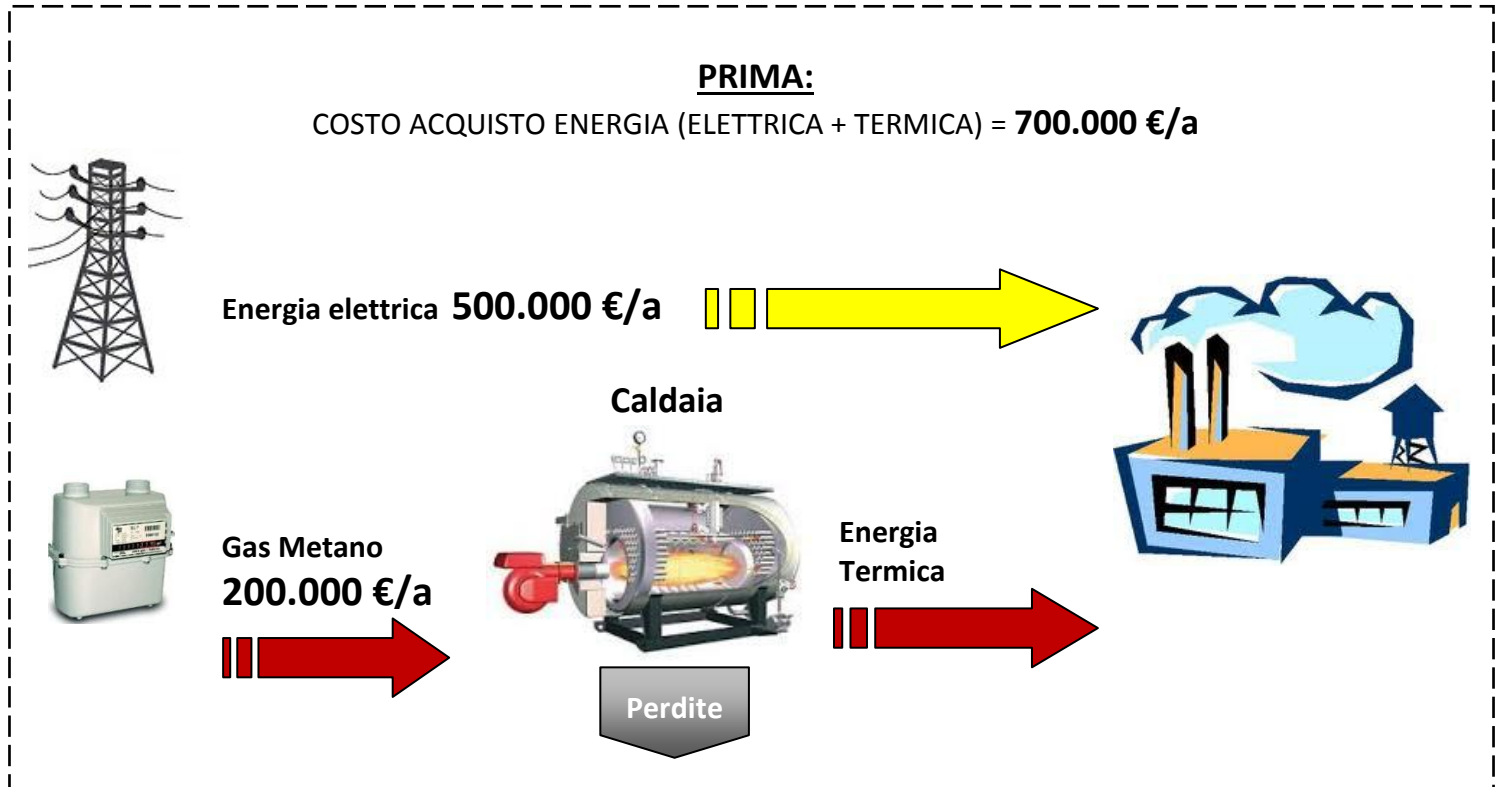 PRIMA:
COSTO ACQUISTO ENERGIA (ELETTRICA + TERMICA) = 700.000 €/a
Energia elettrica 500.000 €/a
Caldaia
Gas Metano
200.000 €/a
Energia
Termica
Perdite